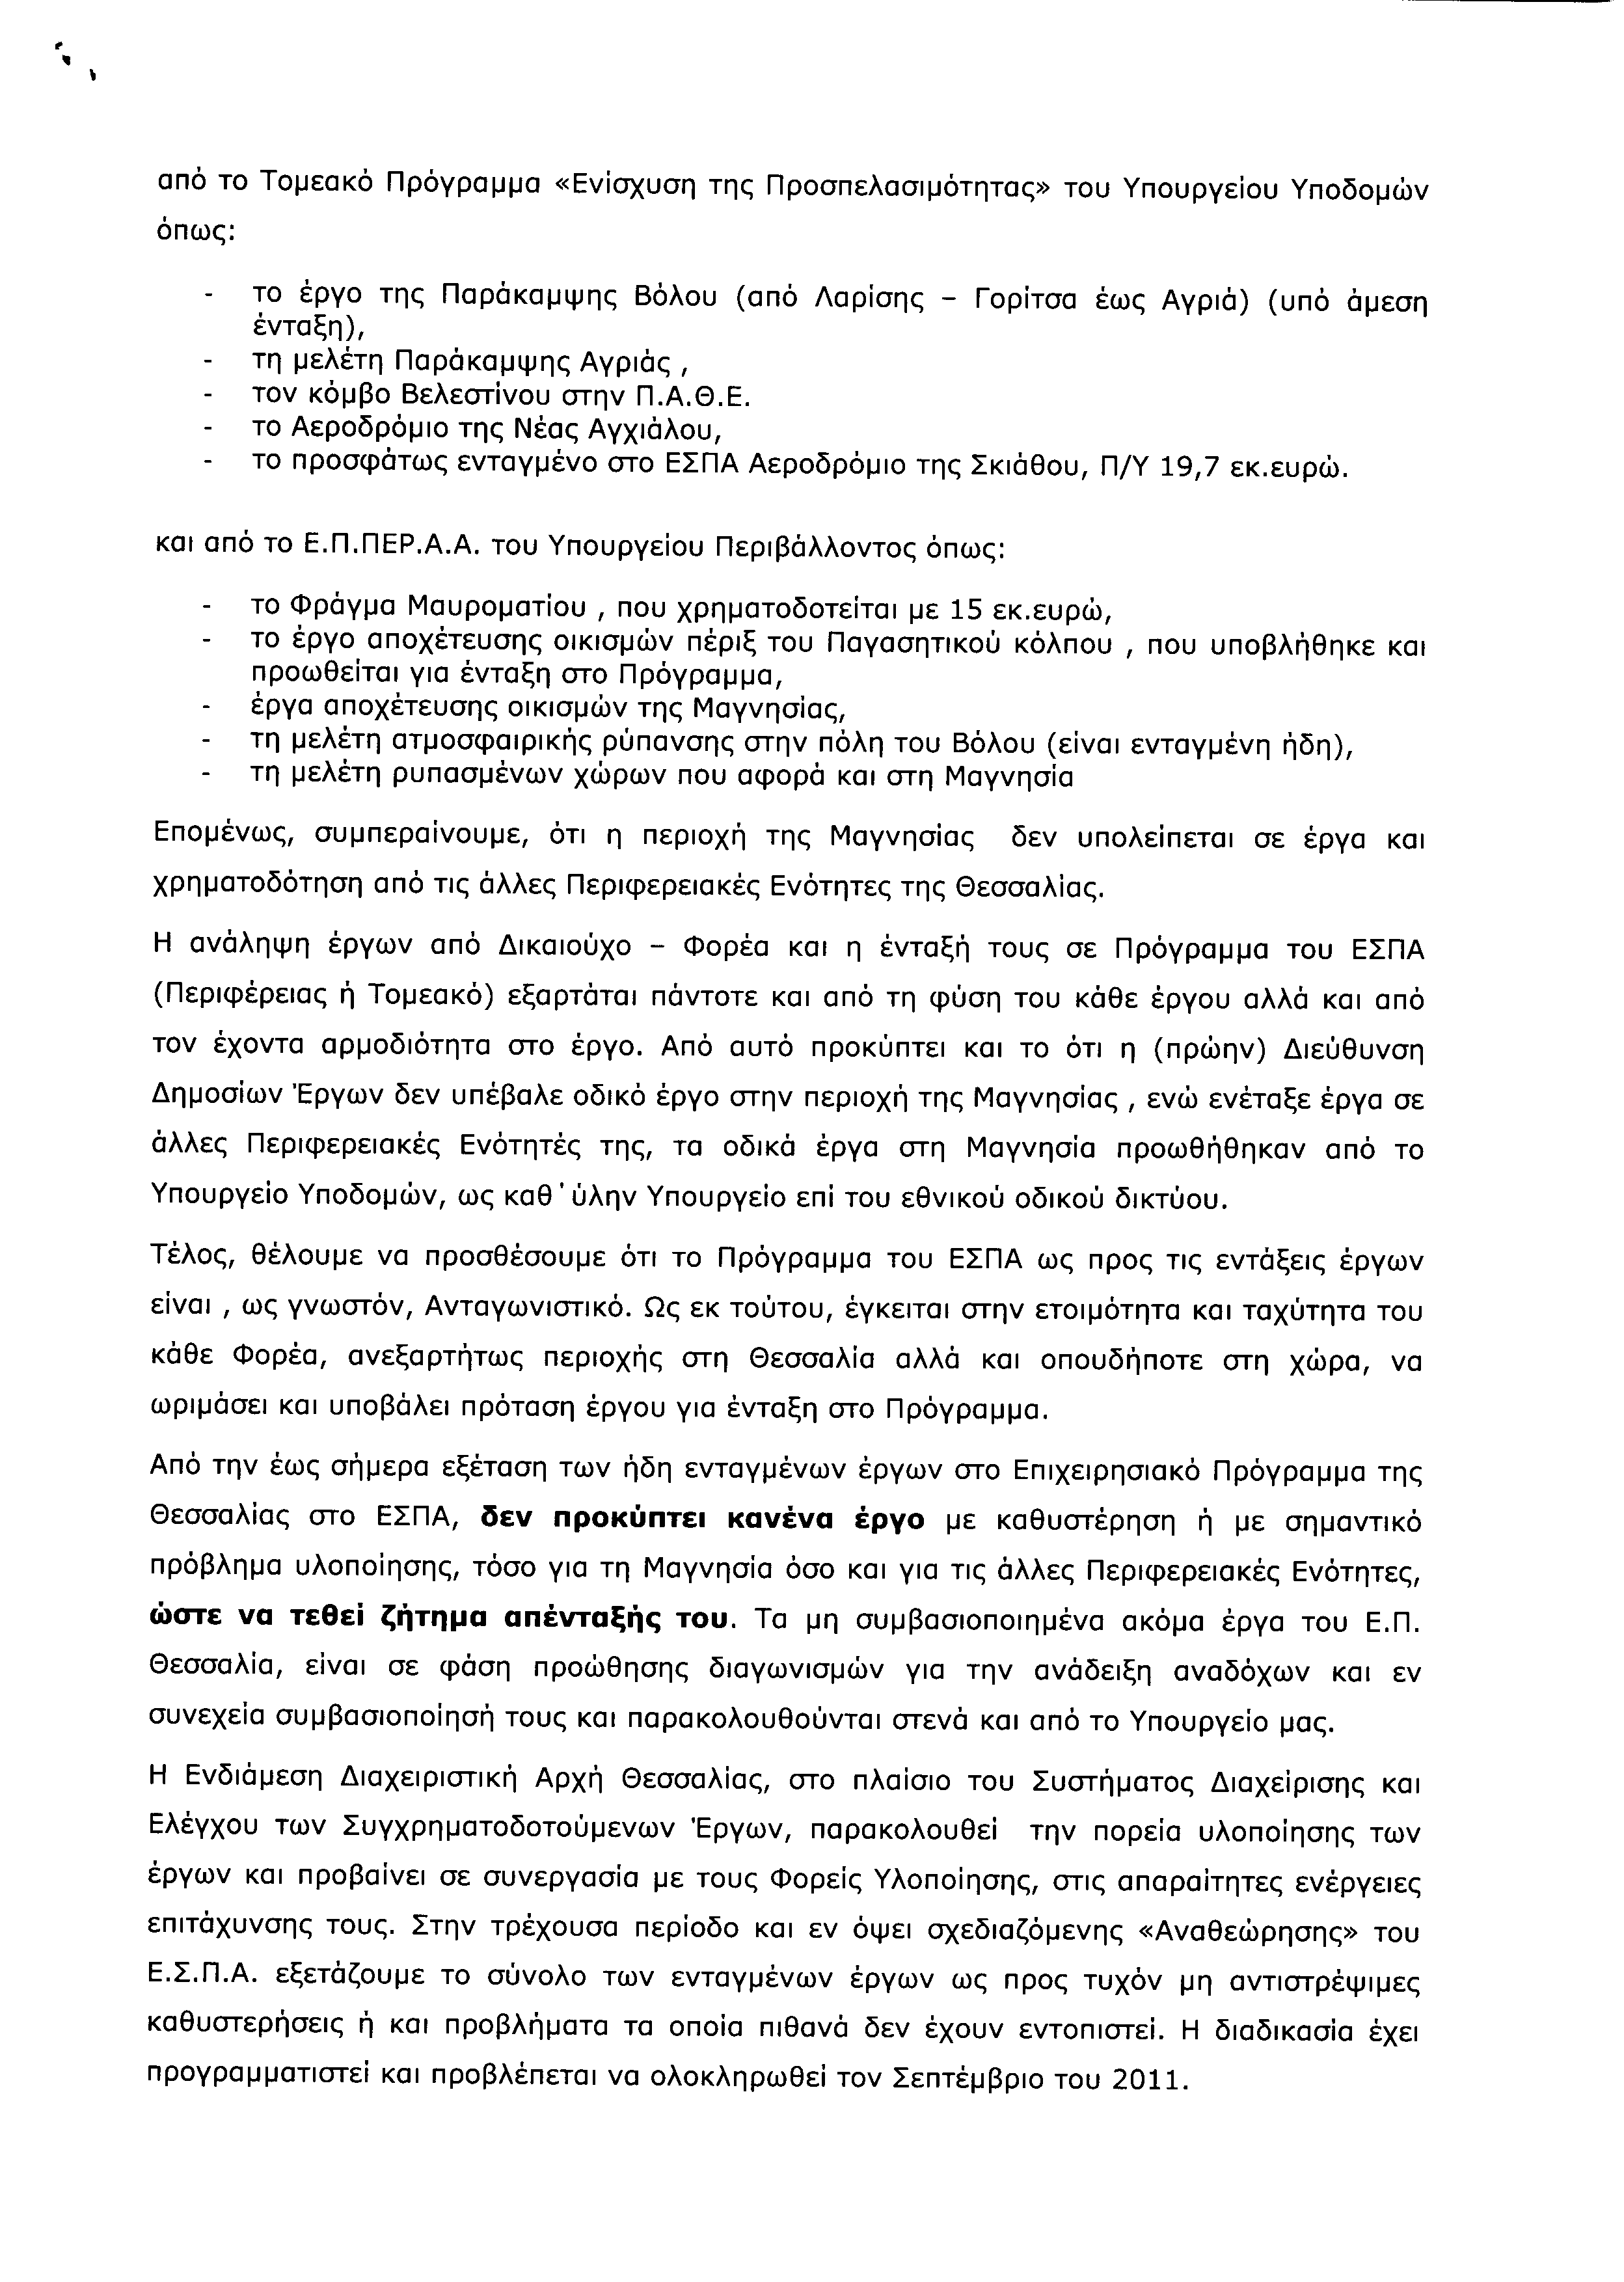 από το Τομεακό Πρόγραμμα «Ενίσχυση της Προσπελασιμότητας» του Υπουργείου Υποδομών
όπως:
- το έργο της Παράκαμψης Βόλου (από Λαρίσης – Γορίτσα έως Αγριά) (υπό άμεση
ένταξη),
- τη μελέτη Παράκαμψης Αγριάς ,
- τον κόμβο Βελεστίνου στην Π.Α.Θ.Ε.
- το Αεροδρόμιο της Νέας Αγχιάλου,
- το προσφάτως ενταγμένο στο ΕΣΠΑ Αεροδρόμιο της Σκιάθου, Π/Υ 19,7 εκ.ευρώ.
και από το Ε.Π.ΠΕΡ.Α.Α. του Υπουργείου Περιβάλλοντος όπως:
- το Φράγμα Μαυροματίου , που χρηματοδοτείται με 15 εκ.ευρώ,
- το έργο αποχέτευσης οικισμών πέριξ του Παγασητικού κόλπου , που υποβλήθηκε και
προωθείται για ένταξη στο Πρόγραμμα,
- έργα αποχέτευσης οικισμών της Μαγνησίας,
- τη μελέτη ατμοσφαιρικής ρύπανσης στην πόλη του Βόλου (είναι ενταγμένη ήδη),
- τη μελέτη ρυπασμένων χώρων που αφορά και στη Μαγνησία
Επομένως, συμπεραίνουμε, ότι η περιοχή της Μαγνησίας δεν υπολείπεται σε έργα και
χρηματοδότηση από τις άλλες Περιφερειακές Ενότητες της Θεσσαλίας.
Η ανάληψη έργων από Δικαιούχο – Φορέα και η ένταξή τους σε Πρόγραμμα του ΕΣΠΑ
(Περιφέρειας ή Τομεακό) εξαρτάται πάντοτε και από τη φύση του κάθε έργου αλλά και από
τον έχοντα αρμοδιότητα στο έργο. Από αυτό προκύπτει και το ότι η (πρώην) Διεύθυνση
Δημοσίων Έργων δεν υπέβαλε οδικό έργο στην περιοχή της Μαγνησίας , ενώ ενέταξε έργα σε
άλλες Περιφερειακές Ενότητές της, τα οδικά έργα στη Μαγνησία προωθήθηκαν από το
Υπουργείο Υποδομών, ως καθ΄ύλην Υπουργείο επί του εθνικού οδικού δικτύου.
Τέλος, θέλουμε να προσθέσουμε ότι το Πρόγραμμα του ΕΣΠΑ ως προς τις εντάξεις έργων
είναι , ως γνωστόν, Ανταγωνιστικό. Ως εκ τούτου, έγκειται στην ετοιμότητα και ταχύτητα του
κάθε Φορέα, ανεξαρτήτως περιοχής στη Θεσσαλία αλλά και οπουδήποτε στη χώρα, να
ωριμάσει και υποβάλει πρόταση έργου για ένταξη στο Πρόγραμμα.
Από την έως σήμερα εξέταση των ήδη ενταγμένων έργων στο Επιχειρησιακό Πρόγραμμα της
Θεσσαλίας στο ΕΣΠΑ, δεν προκύπτει κανένα έργο με καθυστέρηση ή με σημαντικό
πρόβλημα υλοποίησης, τόσο για τη Μαγνησία όσο και για τις άλλες Περιφερειακές Ενότητες,
ώστε να τεθεί ζήτημα απένταξής του. Τα μη συμβασιοποιημένα ακόμα έργα του Ε.Π.
Θεσσαλία, είναι σε φάση προώθησης διαγωνισμών για την ανάδειξη αναδόχων και εν
συνεχεία συμβασιοποίησή τους και παρακολουθούνται στενά και από το Υπουργείο μας.
Η Ενδιάμεση Διαχειριστική Αρχή Θεσσαλίας, στο πλαίσιο του Συστήματος Διαχείρισης και
Ελέγχου των Συγχρηματοδοτούμενων Έργων, παρακολουθεί την πορεία υλοποίησης των
έργων και προβαίνει σε συνεργασία με τους Φορείς Υλοποίησης, στις απαραίτητες ενέργειες
επιτάχυνσης τους. Στην τρέχουσα περίοδο και εν όψει σχεδιαζόμενης «Αναθεώρησης» του
Ε.Σ.Π.Α. εξετάζουμε το σύνολο των ενταγμένων έργων ως προς τυχόν μη αντιστρέψιμες
καθυστερήσεις ή και προβλήματα τα οποία πιθανά δεν έχουν εντοπιστεί. Η διαδικασία έχει
προγραμματιστεί και προβλέπεται να ολοκληρωθεί τον Σεπτέμβριο του 2011.